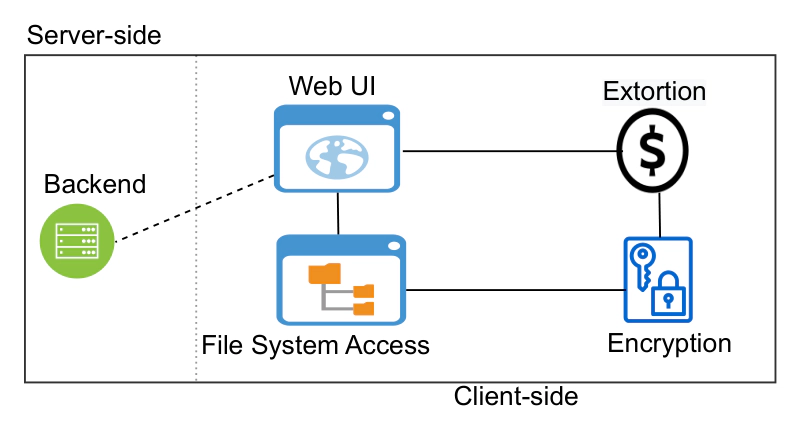 Server-side
Web UI
Extortion
$
Backend
File System Access
Encryption
Client-side